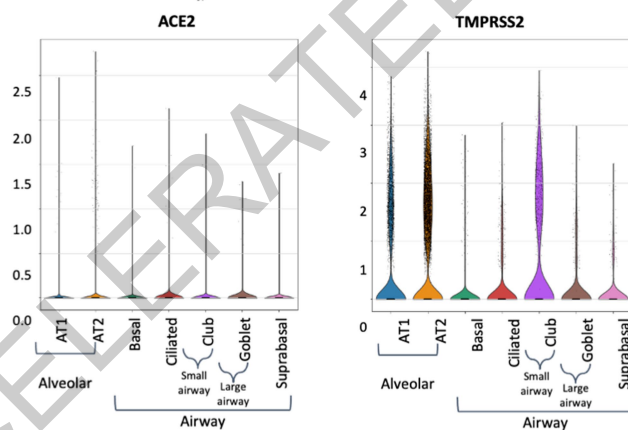 ACE2
2.5
2.0
1.5
1.0
0.5
0.0
AT1
AT2
Basal
Ciliated
Club
Goblet
Suprabasal
Small
airway
Large
airway
Alveolar
Airway
TMPRSS2
4
3
2
1
0
AT1
AT2
Basal
Ciliated
Club
Goblet
Suprabasal
Small
airway
Large
airway
Alveolar
Airway
ELERATE